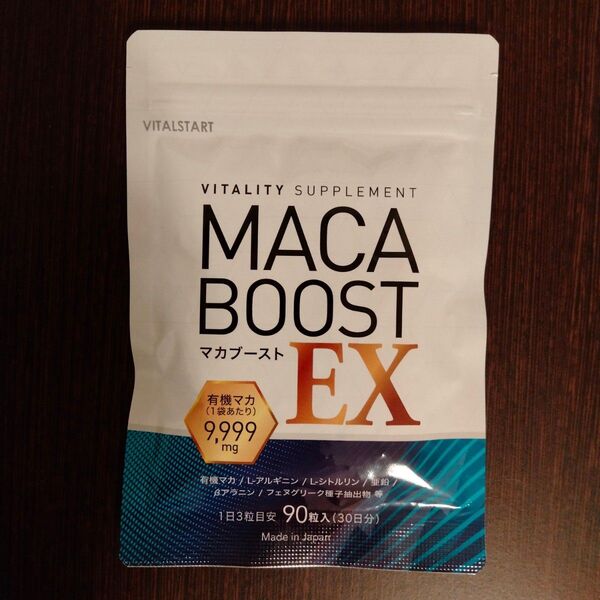 VITALSTART
VITALITY SUPPLEMENT
MACA
BOOST
マカブースト
EX
有機マカ
(1袋あたり)
9,999
mg
有機マカ / L-アルギニン / L-シトルリン / 亜鉛 /
βアラニン / フェヌグリーク種子抽出物 等
1日3粒目安 90粒入(30日分)
Made in Japan